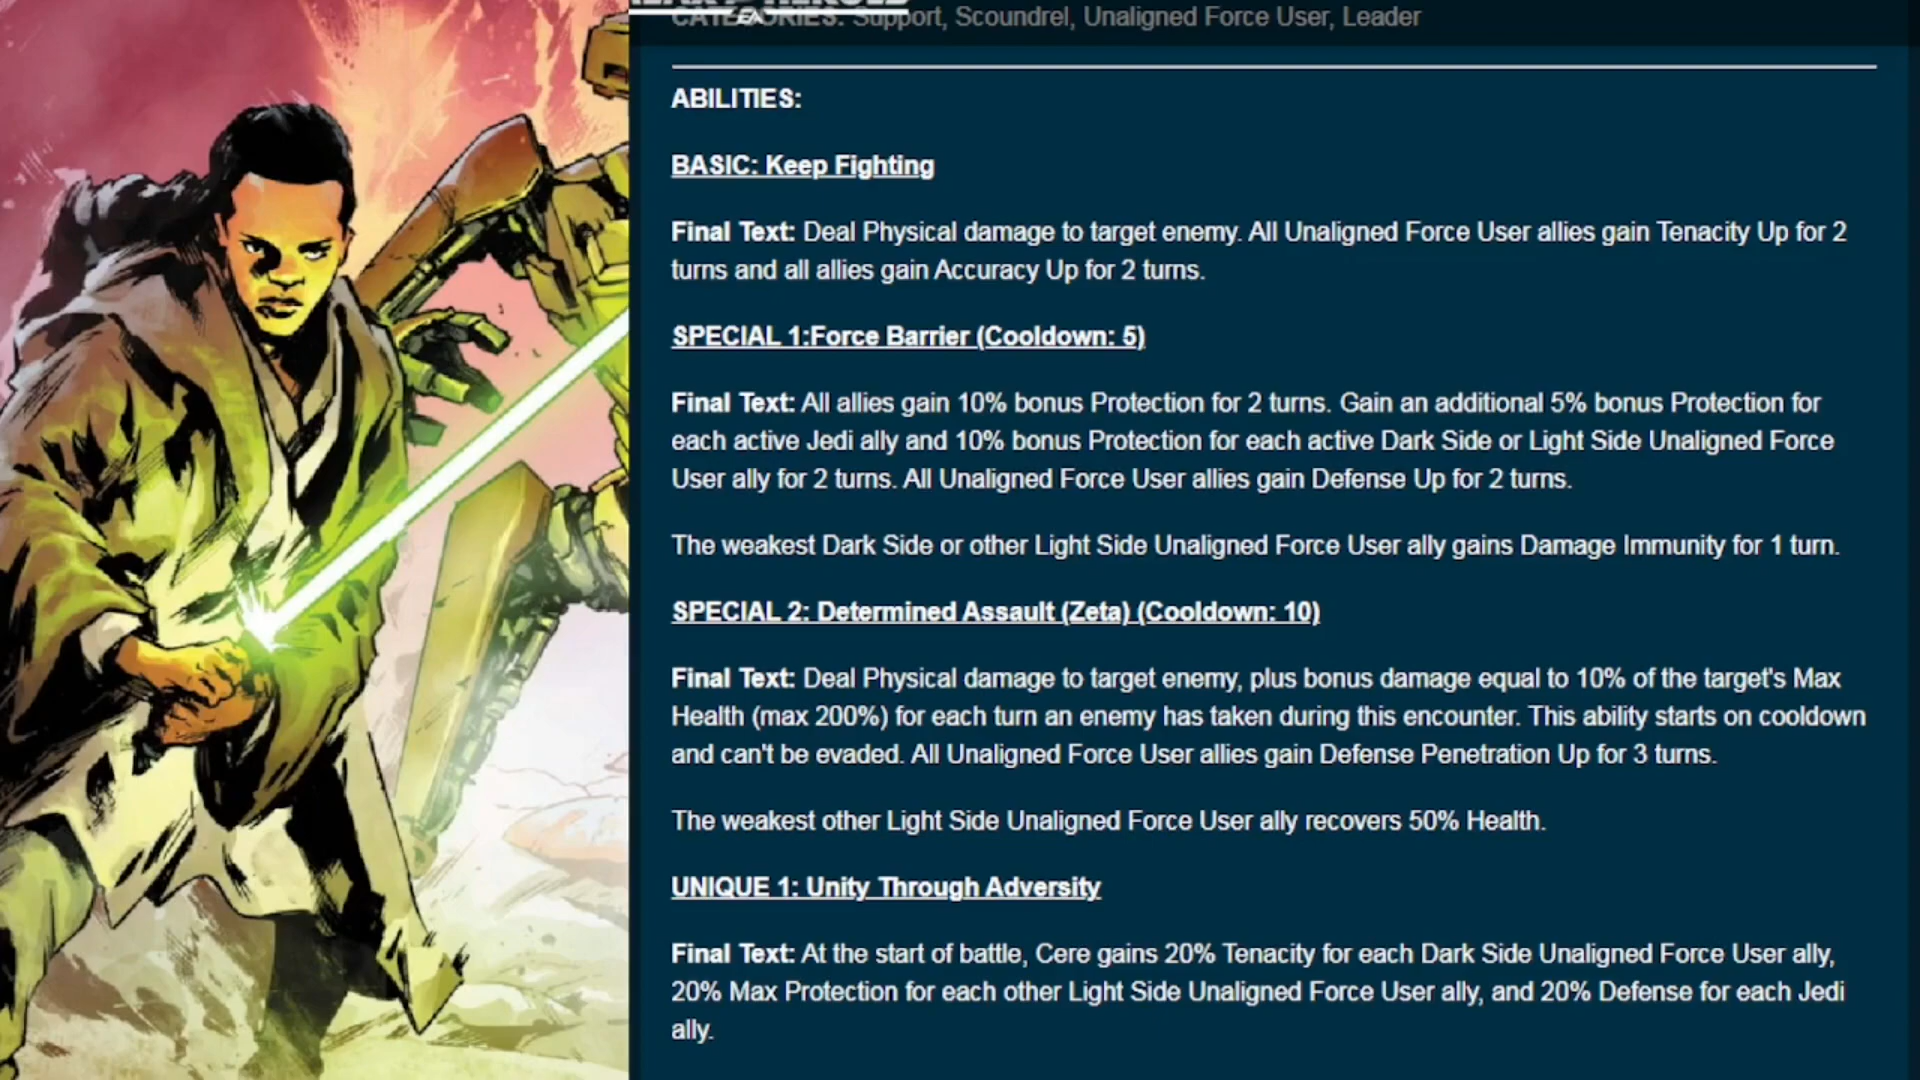 EA
CATEGORIES: Support, Scoundrel, Unaligned Force User, Leader
ABILITIES:
BASIC: Keep Fighting
Final Text: Deal Physical damage to target enemy. All Unaligned Force User allies gain Tenacity Up for 2
turns and all allies gain Accuracy Up for 2 turns.
SPECIAL 1:Force Barrier (Cooldown: 5)
Final Text: All allies gain 10% bonus Protection for 2 turns. Gain an additional 5% bonus Protection for
each active Jedi ally and 10% bonus Protection for each active Dark Side or Light Side Unaligned Force
User ally for 2 turns. All Unaligned Force User allies gain Defense Up for 2 turns.
The weakest Dark Side or other Light Side Unaligned Force User ally gains Damage Immunity for 1 turn.
SPECIAL 2: Determined Assault (Zeta) (Cooldown: 10)
Final Text: Deal Physical damage to target enemy, plus bonus damage equal to 10% of the target's Max
Health (max 200%) for each turn an enemy has taken during this encounter. This ability starts on cooldown
and can't be evaded. All Unaligned Force User allies gain Defense Penetration Up for 3 turns.
The weakest other Light Side Unaligned Force User ally recovers 50% Health.
UNIQUE 1: Unity Through Adversity
Final Text: At the start of battle, Cere gains 20% Tenacity for each Dark Side Unaligned Force User ally,
20% Max Protection for each other Light Side Unaligned Force User ally, and 20% Defense for each Jedi
ally.